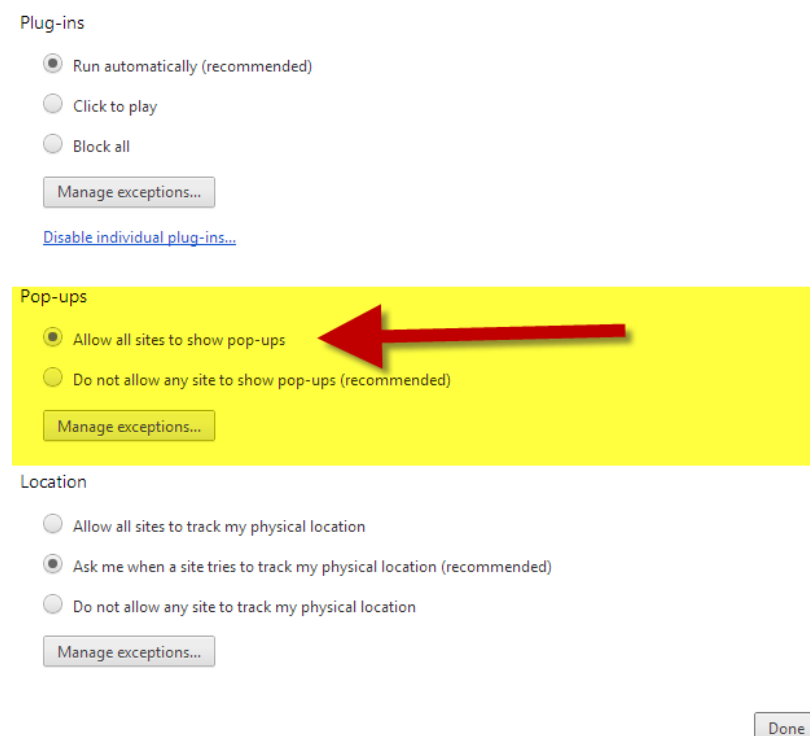 Plug-ins
Run automatically (recommended)
Click to play
Block all
Manage exceptions...
Disable individual plug-ins...
Pop-ups
Allow all sites to show pop-ups
Do not allow any site to show pop-ups (recommended)
Manage exceptions...
Location
Allow all sites to track my physical location
Ask me when a site tries to track my physical location (recommended)
Do not allow any site to track my physical location
Manage exceptions...
Done